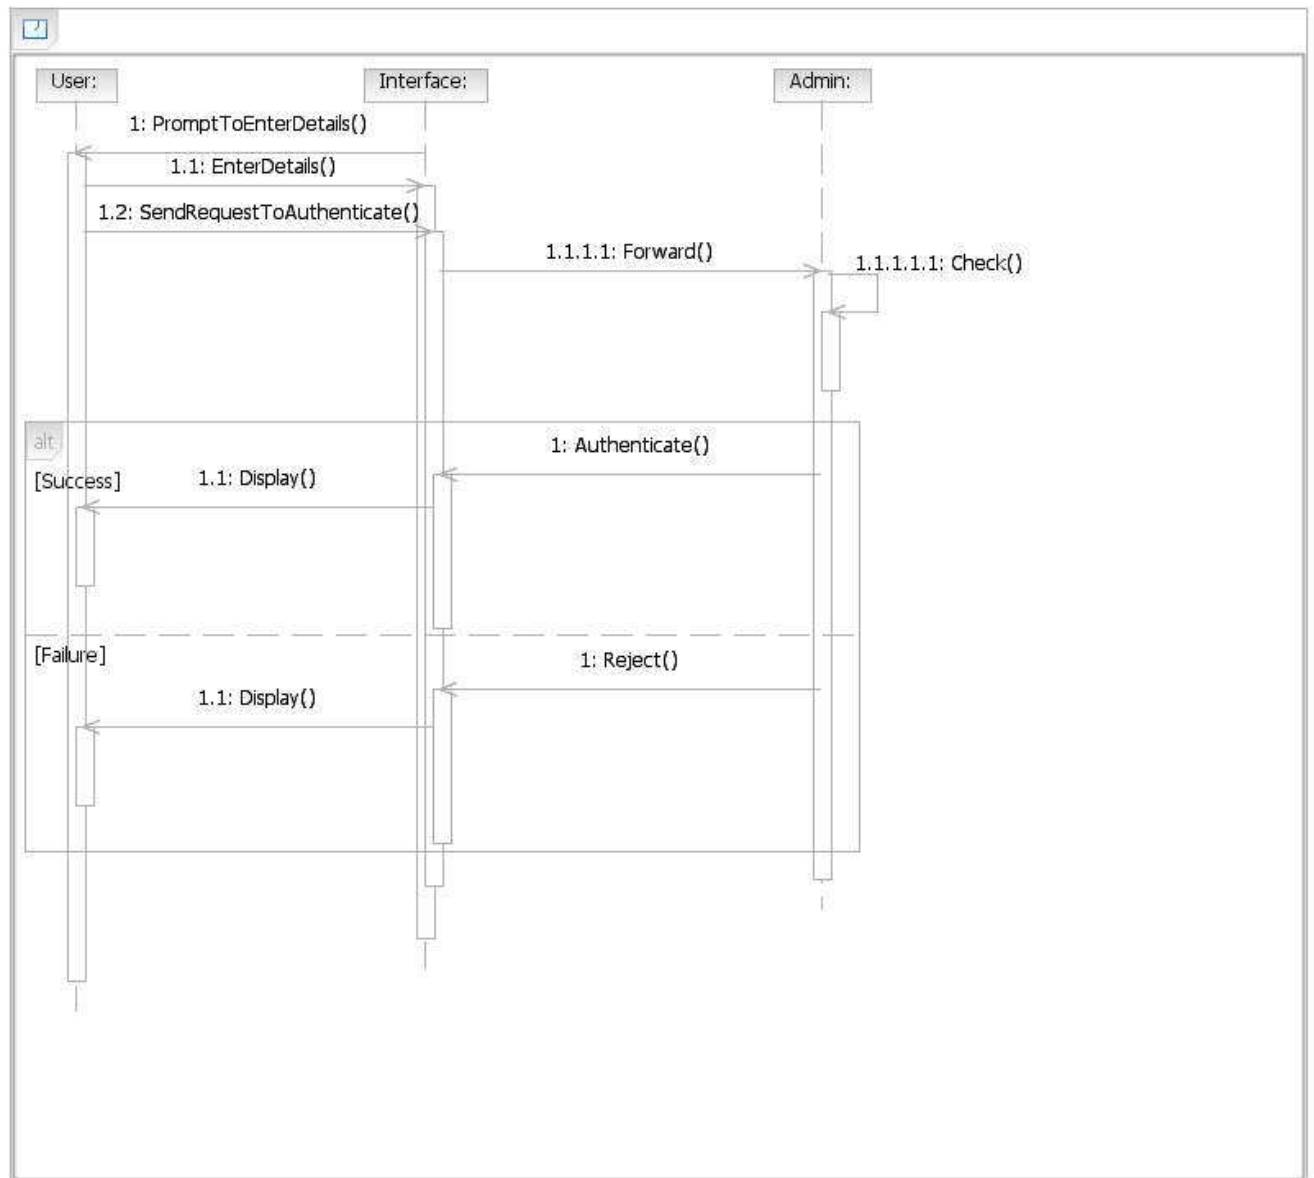 User:
Interface:
Admin:
1: PromptToEnterDetails()
1.1: EnterDetails()
1.2: SendRequestToAuthenticate()
1.1.1.1: Forward()
1.1.1.1.1: Check()
alt
1: Authenticate()
[Success]
1.1: Display()
[Failure]
1: Reject()
1.1: Display()